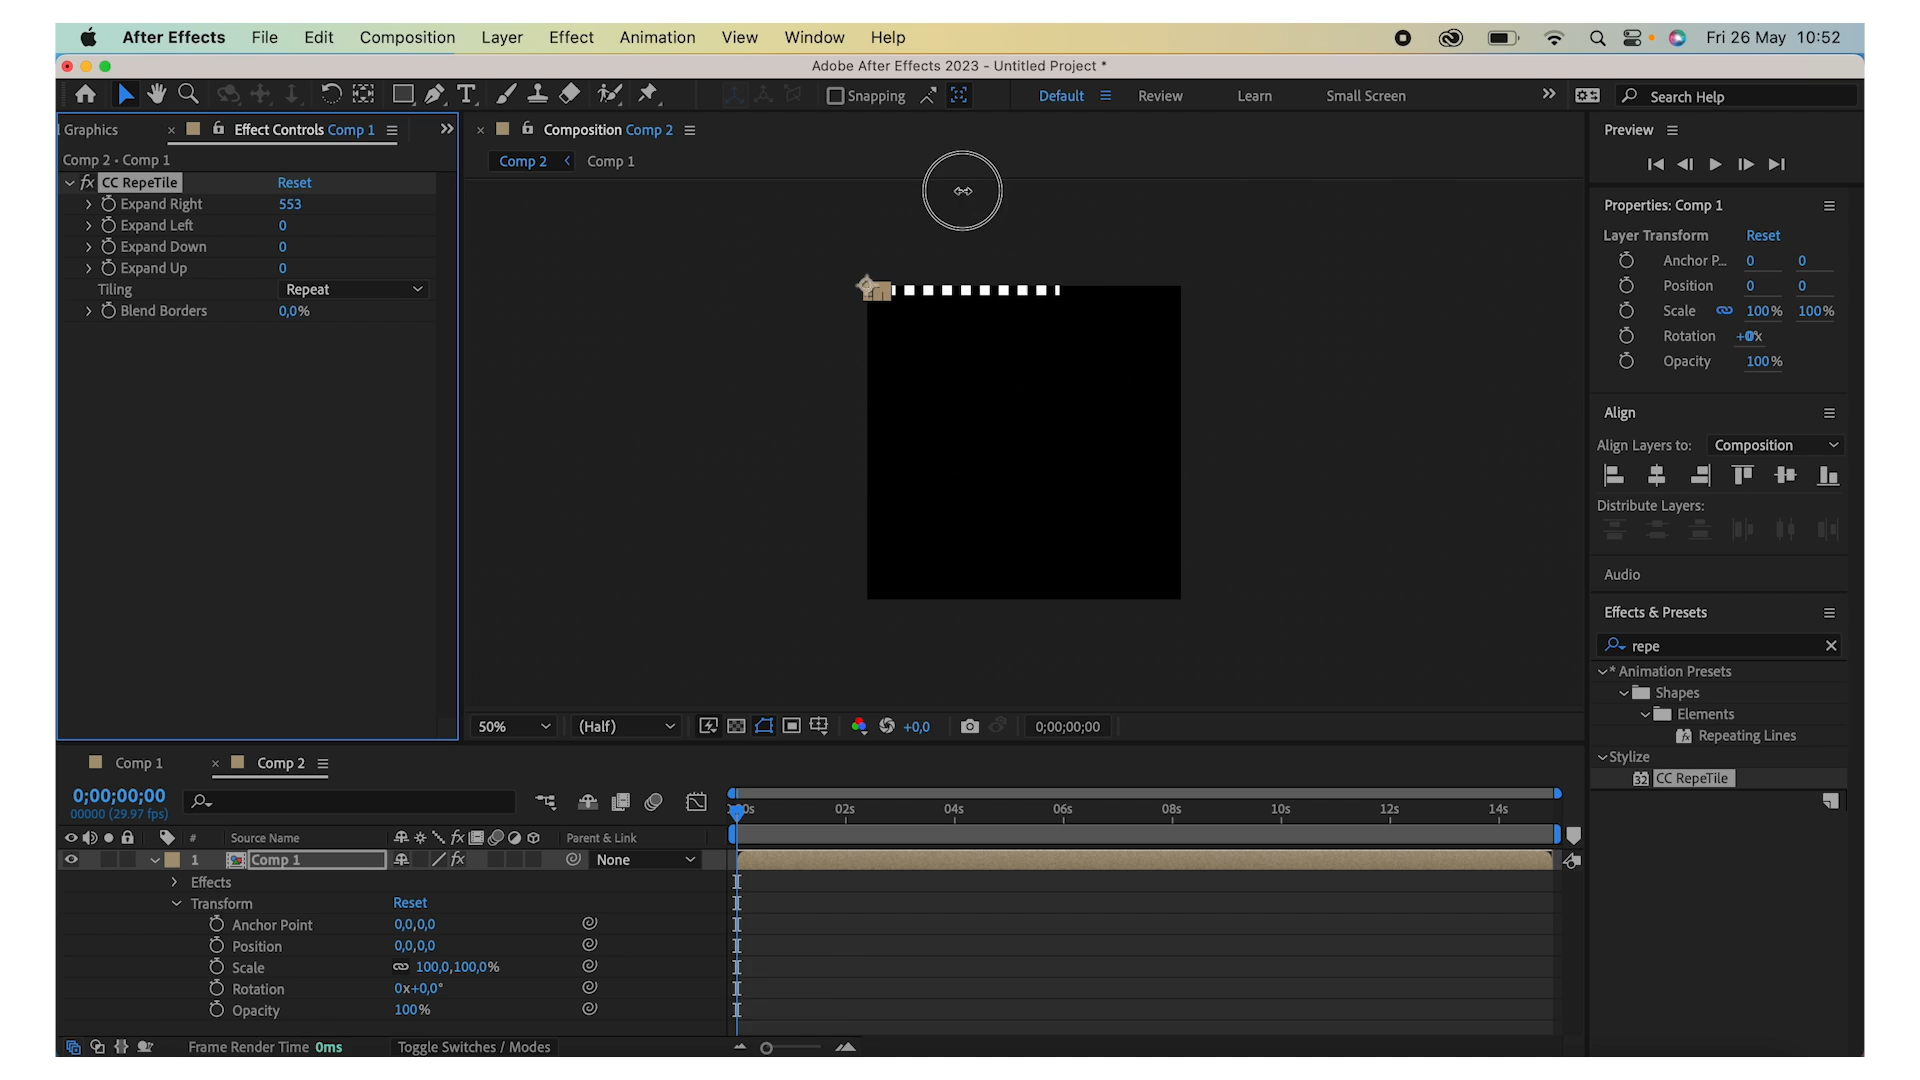 After Effects File Edit Composition Layer Effect Animation View Window Help Fri 26 May 10:52
Adobe After Effects 2023 - Untitled Project *
Snapping Default Review Learn Small Screen Search Help
l Graphics Effect Controls Comp 1
Comp 2 • Comp 1
fx CC RepeTile Reset
Expand Right 553
Expand Left 0
Expand Down 0
Expand Up 0
Tiling Repeat
Blend Borders 0,0%
Composition Comp 2
Comp 2 Comp 1
50% (Half) +0,0 0;00;00;00
Preview
Properties: Comp 1
Layer Transform Reset
Anchor P... 0 0
Position 0 0
Scale 100% 100%
Rotation
Opacity 100%
Align
Align Layers to: Composition
Distribute Layers:
Audio
Effects & Presets
repe
* Animation Presets
Shapes
Elements
Repeating Lines
Stylize
32 CC RepeTile
Comp 1 Comp 2
0;00;00;00
00000 (29.97 fps)
02s 04s 06s 08s 10s 12s 14s
# Source Name fx Parent & Link
1 Comp 1 fx None
Effects
Transform Reset
Anchor Point 0,0,0,0
Position 0,0,0,0
Scale 100,0,100,0%
Rotation 0x+0,0°
Opacity 100%
Frame Render Time 0ms Toggle Switches / Modes